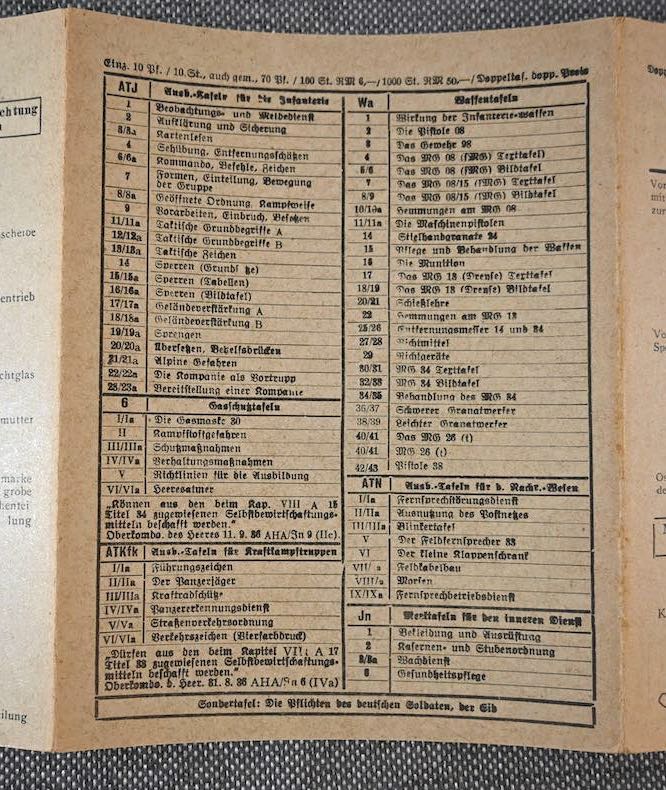 Einz. 10 Pf. / 10 St., auch gem., 70 Pf. / 100 St. RM 6,— / 1000 St. RM 50,— / Doppeltaf. dopp. Preis
ATJ Ausb.-Tafeln für die Infanterie
1 Beobachtungs- und Meldedienst
2 Aufklärung und Sicherung
3/3a Kartenlesen
4 Sehübung, Entfernungsschätzen
6/6a Kommando, Befehle, Zeichen
7 Formen, Einteilung, Bewegung
der Gruppe
8/8a Geöffnete Ordnung, Kampfweise
9 Vorarbeiten, Einbruch, Besetzen
11/11a Taktische Grundbegriffe A
12/12a Taktische Grundbegriffe B
13/13a Taktische Zeichen
14 Sperren
15/15a Sperren (Tabellen)
16/16a Sperren (Bildtafel)
17/17a Geländeverstärkung A
18/18a Geländeverstärkung B
19/19a Sprengen
20/20a Übersetzen, Behelfsbrücken
21/21a Alpine Gefahren
22/22a Die Kompanie als Vortrupp
23/23a Bereitstellung einer Kompanie
6 Gasschutztafeln
I/Ia Die Gasmaske 30
II Kampfstoffgefahren
III/IIIa Schutzmaßnahmen
IV/IVa Verhaltungsmaßnahmen
V Richtlinien für die Ausbildung
VI/VIa Heeresatmer
„Können aus den beim Kap. VIII A 15
Titel 34 zugewiesenen Selbstbewirtschaftungs-
mitteln beschafft werden."
Oberkommando des Heeres 11. 9. 36 AHA/Jn 9 (IIc).
ATKfk Ausb.-Tafeln für Kraftkampftruppen
I/Ia Führungszeichen
II/IIa Der Panzerjäger
III/IIIa Kraftradschütze
IV/IVa Panzererkennungsdienst
V/Va Straßenverkehrsordnung
VI/VIa Verkehrszeichen (Vierfarbdruck)
„Dürfen aus den beim Kapitel VIII A 17
Titel 33 zugewiesenen Selbstbewirtschaftungs-
mitteln beschafft werden."
Oberkombo. d. Heer. 31. 8. 36 AHA/Jn 6 (IVa)
Wa Waffentafeln
1 Wirkung der Infanterie-waffen
2 Die Pistole 08
3 Das Gewehr 98
4 Das MG 08 (sMG) Texttafel)
5/6 Das MG 08 (sMG) Bildtafel
7 Das MG 08/15 (lMG) Texttafel
8/9 Das MG 08/15 (lMG) Bildtafel
10/10a Hemmungen am MG 08
11/11a Die Maschinenpistolen
14 Stielhandgranate 24
15 Pflege und Behandlung der Waffen
16 Die Munition
17 Das MG 13 (Dreyse) Texttafel
18/19 Das MG 13 (Dreyse) Bildtafel
20/21 Schießlehre
22 Hemmungen am MG 13
25/26 Entfernungsmesser 14 und 34
27/28 Richtmittel
29 Richtgeräte
30/31 MG 34 Texttafel
32/33 MG 34 Bildtafel
34/35 Behandlung des MG 34
36/37 Schwerer Granatwerfer
38/39 Leichter Granatwerfer
40/41 Das MG 26 (t)
40/41 MG 26 (t)
42/43 Pistole 38
ATN Ausb.-Tafeln für d. Nachr.-Wesen
I/Ia Fernsprechstörungsdienst
II/IIa Ausnutzung des Postnetzes
III/IIIa Blinkertafel
V Der Feldfernsprecher 33
VI Der kleine Klappenschrank
VII/a Feldkabelbau
VIII/a Morsen
IX/IXa Fernsprechbetriebsdienst
Jn Merktafeln für den inneren Dienst
1 Bekleidung und Ausrüstung
2 Kasernen- und Stubenordnung
3/3a Wachdienst
6 Gesundheitspflege
Sondertafel: Die Pflichten des deutschen Soldaten, der Eid